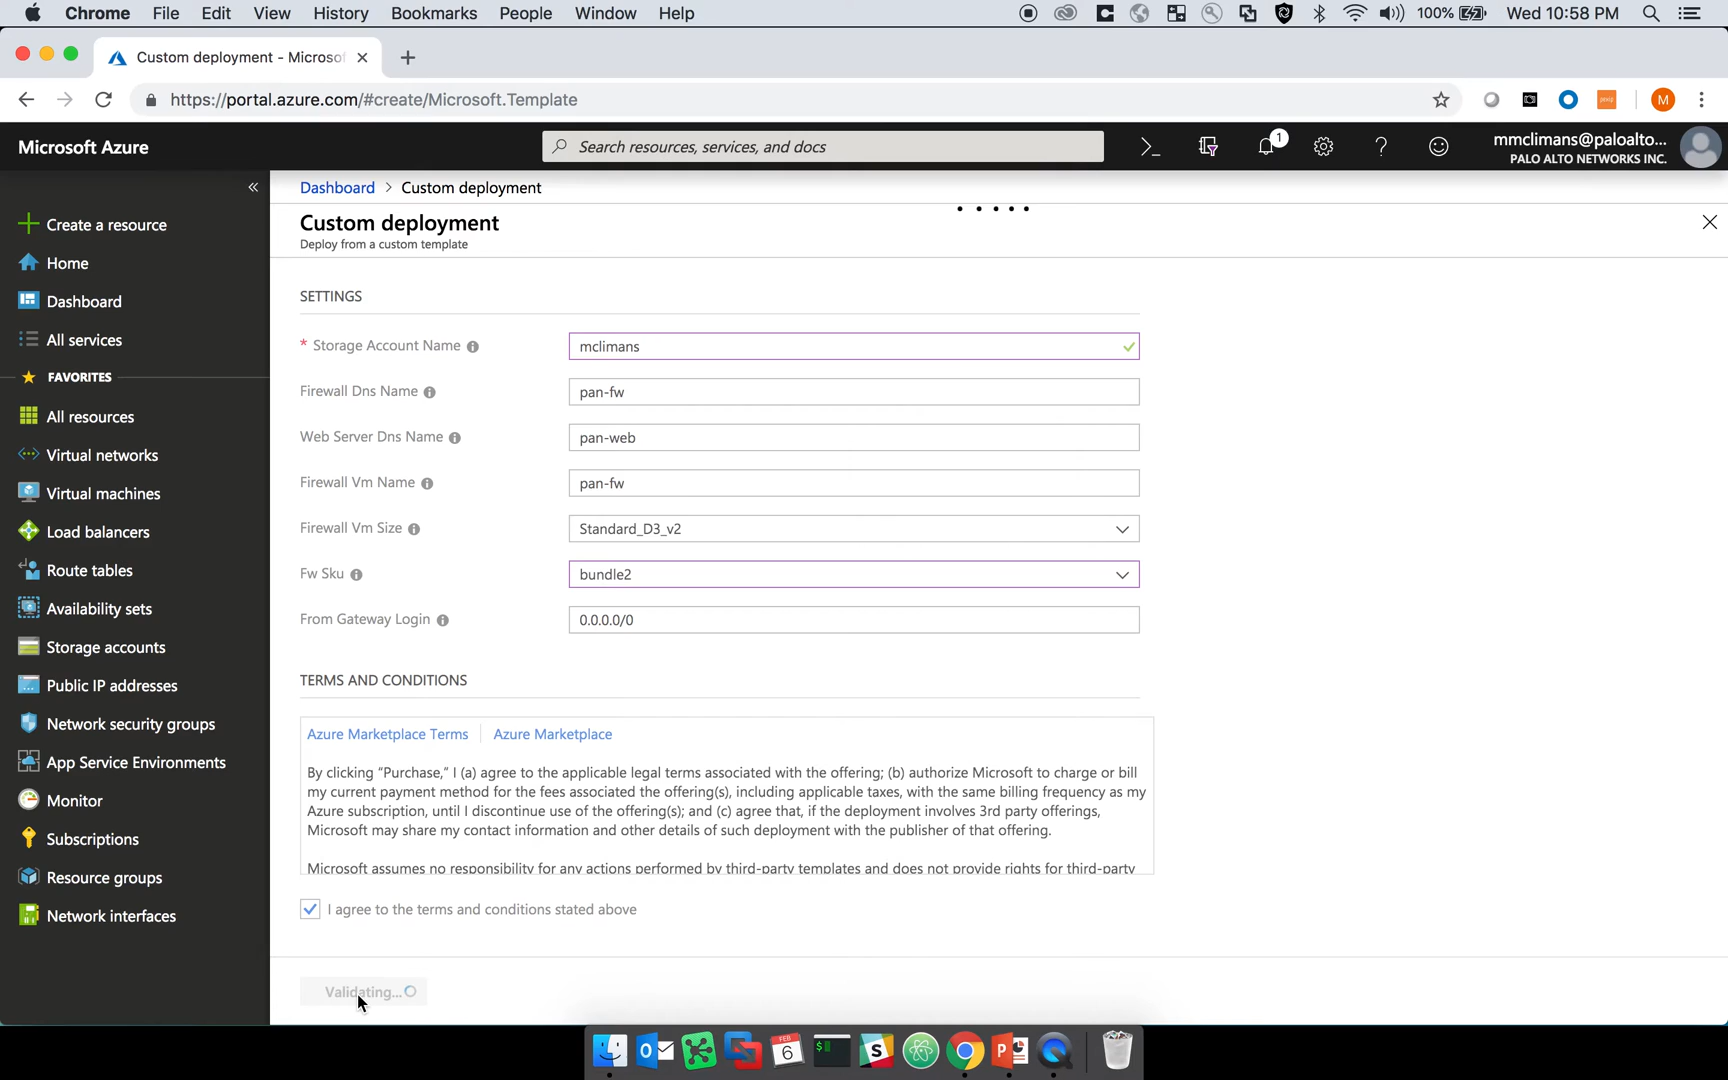 Chrome File Edit View History Bookmarks People Window Help 100% Wed 10:58 PM
Custom deployment - Microsof
https://portal.azure.com/#create/Microsoft.Template
M
Microsoft Azure
Search resources, services, and docs
1
mmclimans@paloalto...
PALO ALTO NETWORKS INC.
Create a resource
Home
Dashboard
All services
FAVORITES
All resources
Virtual networks
Virtual machines
Load balancers
Route tables
Availability sets
Storage accounts
Public IP addresses
Network security groups
App Service Environments
Monitor
Subscriptions
Resource groups
Network interfaces
Dashboard > Custom deployment
Custom deployment
Deploy from a custom template
SETTINGS
* Storage Account Name mclimans
Firewall Dns Name pan-fw
Web Server Dns Name pan-web
Firewall Vm Name pan-fw
Firewall Vm Size Standard_D3_v2
Fw Sku bundle2
From Gateway Login 0.0.0.0/0
TERMS AND CONDITIONS
Azure Marketplace Terms | Azure Marketplace
By clicking “Purchase,” I (a) agree to the applicable legal terms associated with the offering; (b) authorize Microsoft to charge or bill
my current payment method for the fees associated the offering(s), including applicable taxes, with the same billing frequency as my
Azure subscription, until I discontinue use of the offering(s); and (c) agree that, if the deployment involves 3rd party offerings,
Microsoft may share my contact information and other details of such deployment with the publisher of that offering.
Microsoft assumes no responsibility for any actions performed by third-party templates and does not provide rights for third-party
I agree to the terms and conditions stated above
Validating...
FEB
6